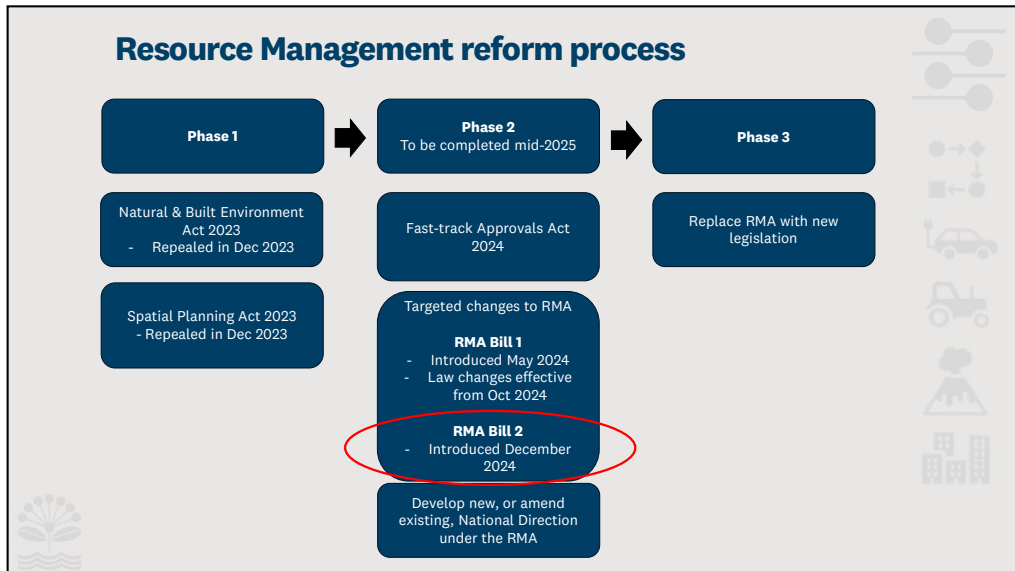 Resource Management reform process
Phase 1
Phase 2
To be completed mid-2025
Phase 3
Natural & Built Environment
Act 2023
- Repealed in Dec 2023
Spatial Planning Act 2023
- Repealed in Dec 2023
Fast-track Approvals Act
2024
Targeted changes to RMA
RMA Bill 1
- Introduced May 2024
- Law changes effective
from Oct 2024
RMA Bill 2
- Introduced December
2024
Develop new, or amend
existing, National Direction
under the RMA
Replace RMA with new
legislation